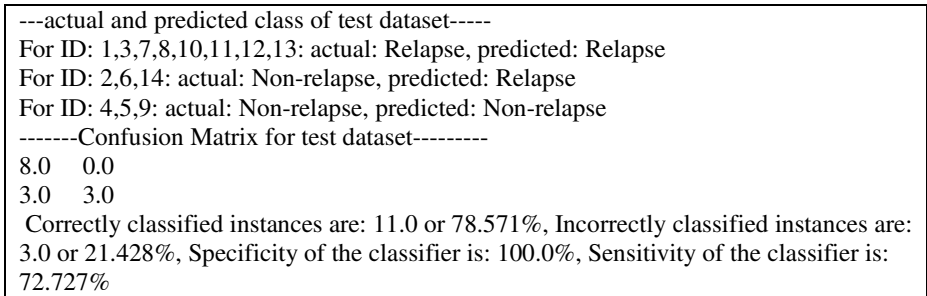 ---actual and predicted class of test dataset-----
For ID: 1,3,7,8,10,11,12,13: actual: Relapse, predicted: Relapse
For ID: 2,6,14: actual: Non-relapse, predicted: Relapse
For ID: 4,5,9: actual: Non-relapse, predicted: Non-relapse
-------Confusion Matrix for test dataset---------
8.0 0.0
3.0 3.0
Correctly classified instances are: 11.0 or 78.571%, Incorrectly classified instances are:
3.0 or 21.428%, Specificity of the classifier is: 100.0%, Sensitivity of the classifier is:
72.727%